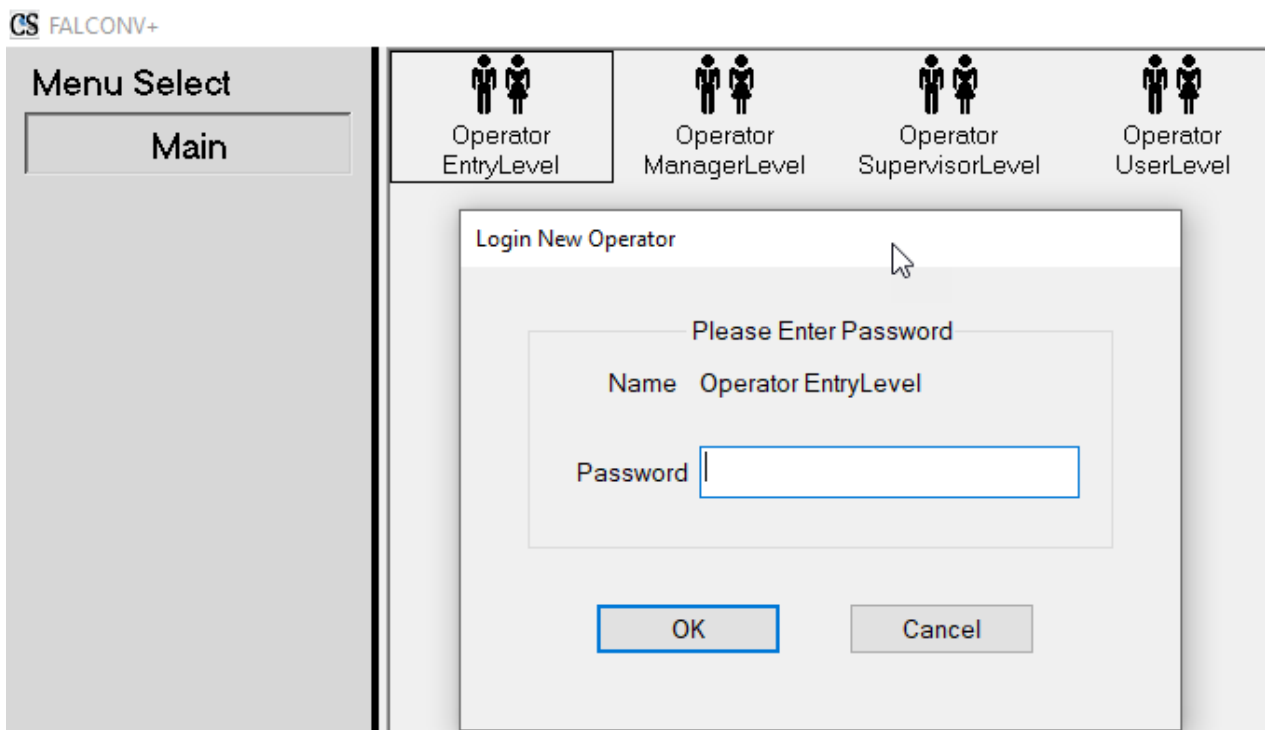 CS FALCONV+
Menu Select
Main
Operator
EntryLevel
Operator
ManagerLevel
Operator
SupervisorLevel
Operator
UserLevel
Login New Operator
Please Enter Password
Name Operator EntryLevel
Password
OK Cancel